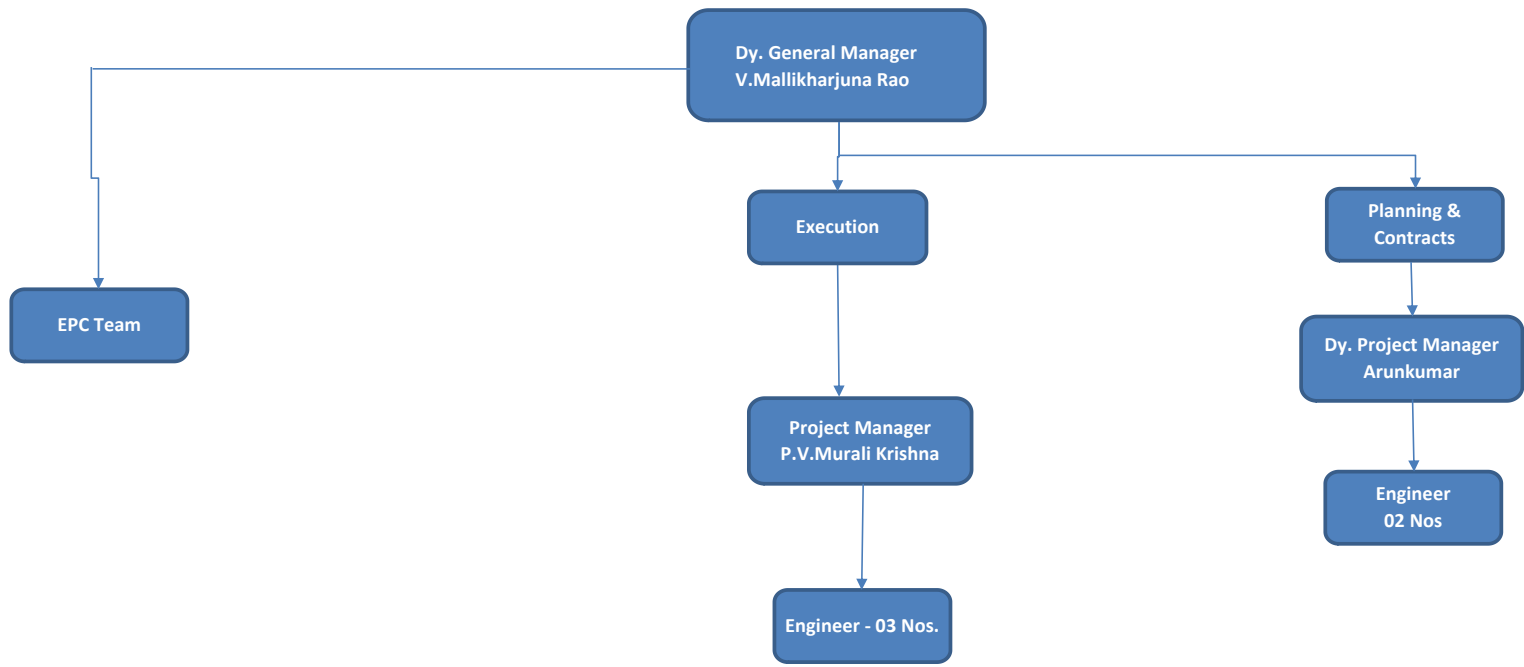 Dy. General Manager
V.Mallikharjuna Rao
Execution
Planning &
Contracts
EPC Team
Dy. Project Manager
Arunkumar
Project Manager
P.V.Murali Krishna
Engineer
02 Nos
Engineer - 03 Nos.